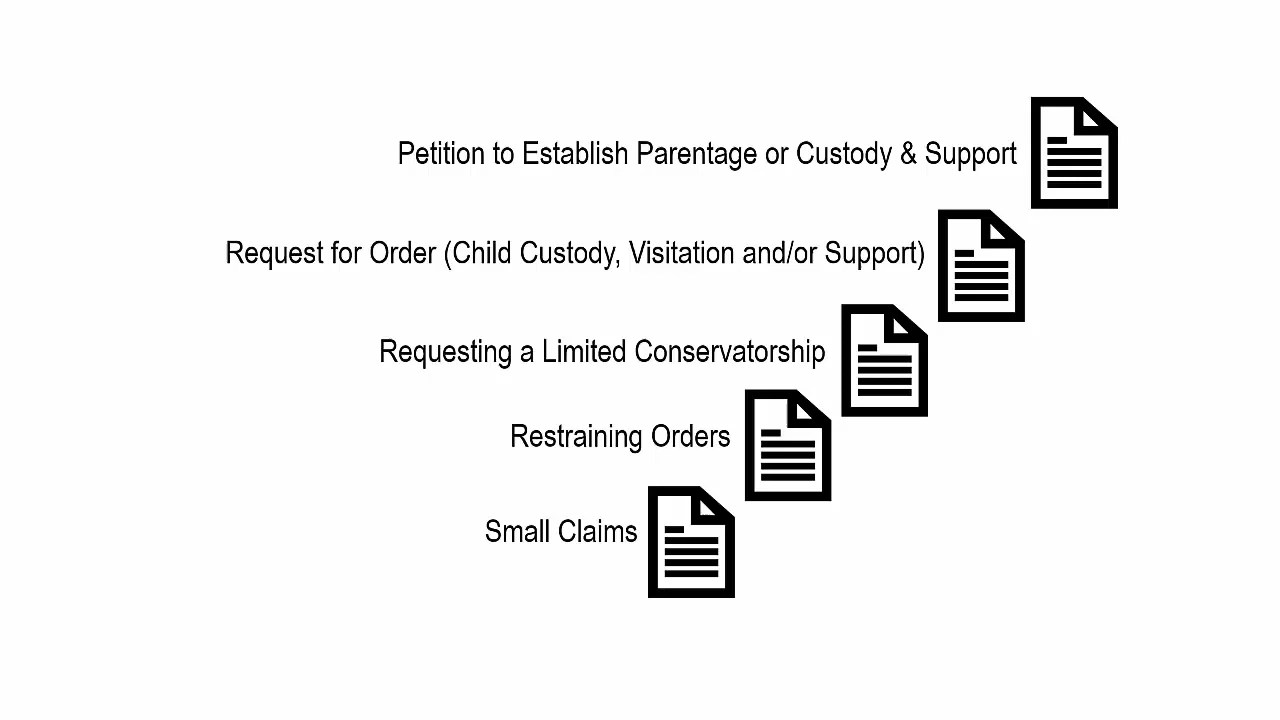 Petition to Establish Parentage or Custody & Support
Request for Order (Child Custody, Visitation and/or Support)
Requesting a Limited Conservatorship
Restraining Orders
Small Claims